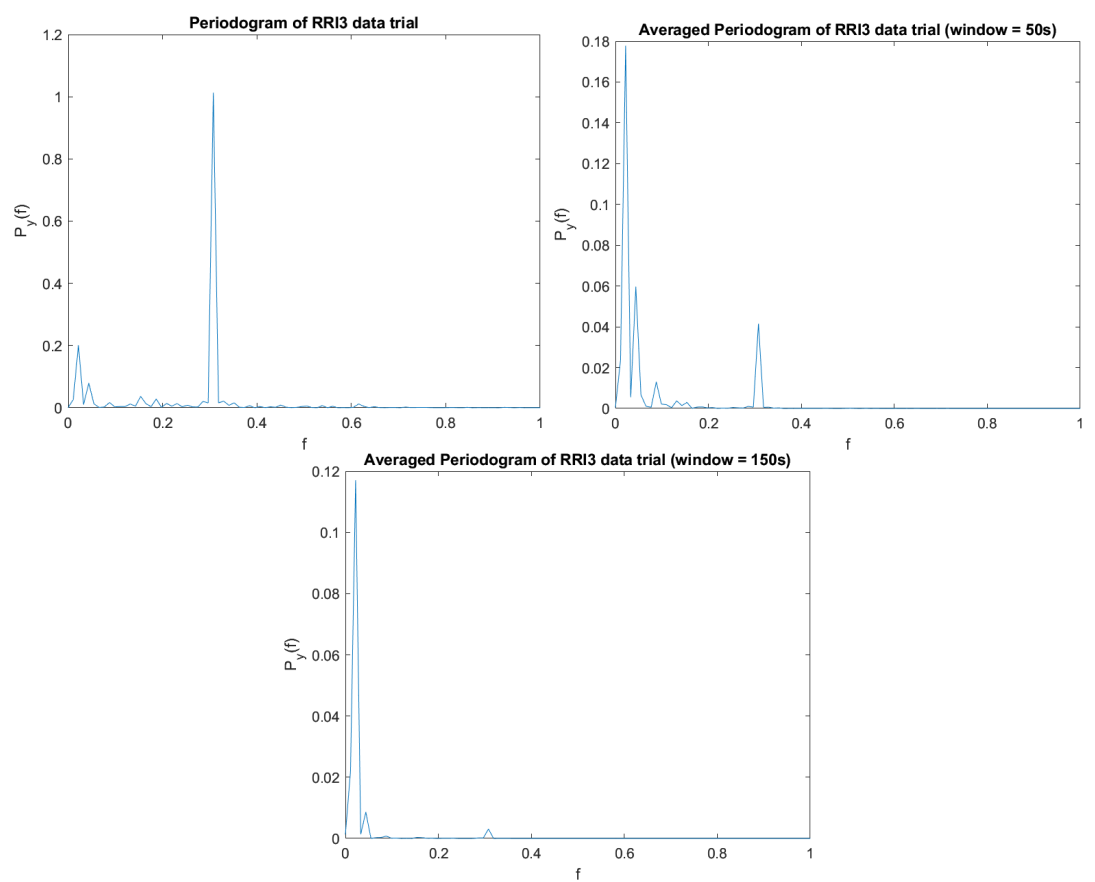 Periodogram of RRI3 data trial
1.2
1
0.8
0.6
0.4
0.2
0
P_y(f)
0 0.2 0.4 0.6 0.8 1
f
Averaged Periodogram of RRI3 data trial (window = 50s)
0.18
0.16
0.14
0.12
0.1
0.08
0.06
0.04
0.02
0
P_y(f)
0 0.2 0.4 0.6 0.8 1
f
Averaged Periodogram of RRI3 data trial (window = 150s)
0.12
0.1
0.08
0.06
0.04
0.02
0
P_y(f)
0 0.2 0.4 0.6 0.8 1
f